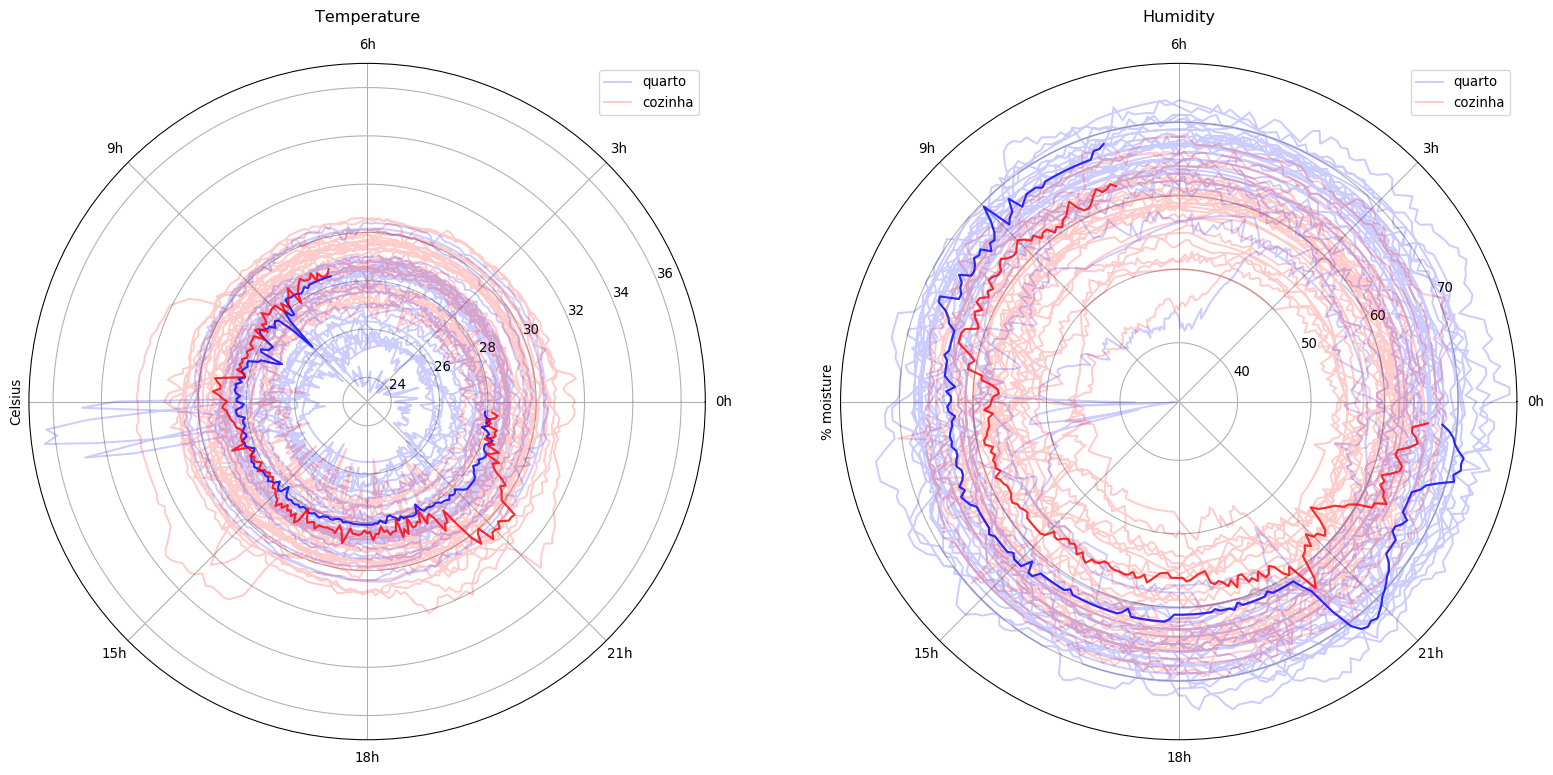 Temperature
6h
quarto
cozinha
9h
3h
36
34
32
30
28
26
24
0h
Celsius
15h
21h
18h
Humidity
6h
quarto
cozinha
9h
3h
70
60
50
40
0h
% moisture
15h
21h
18h